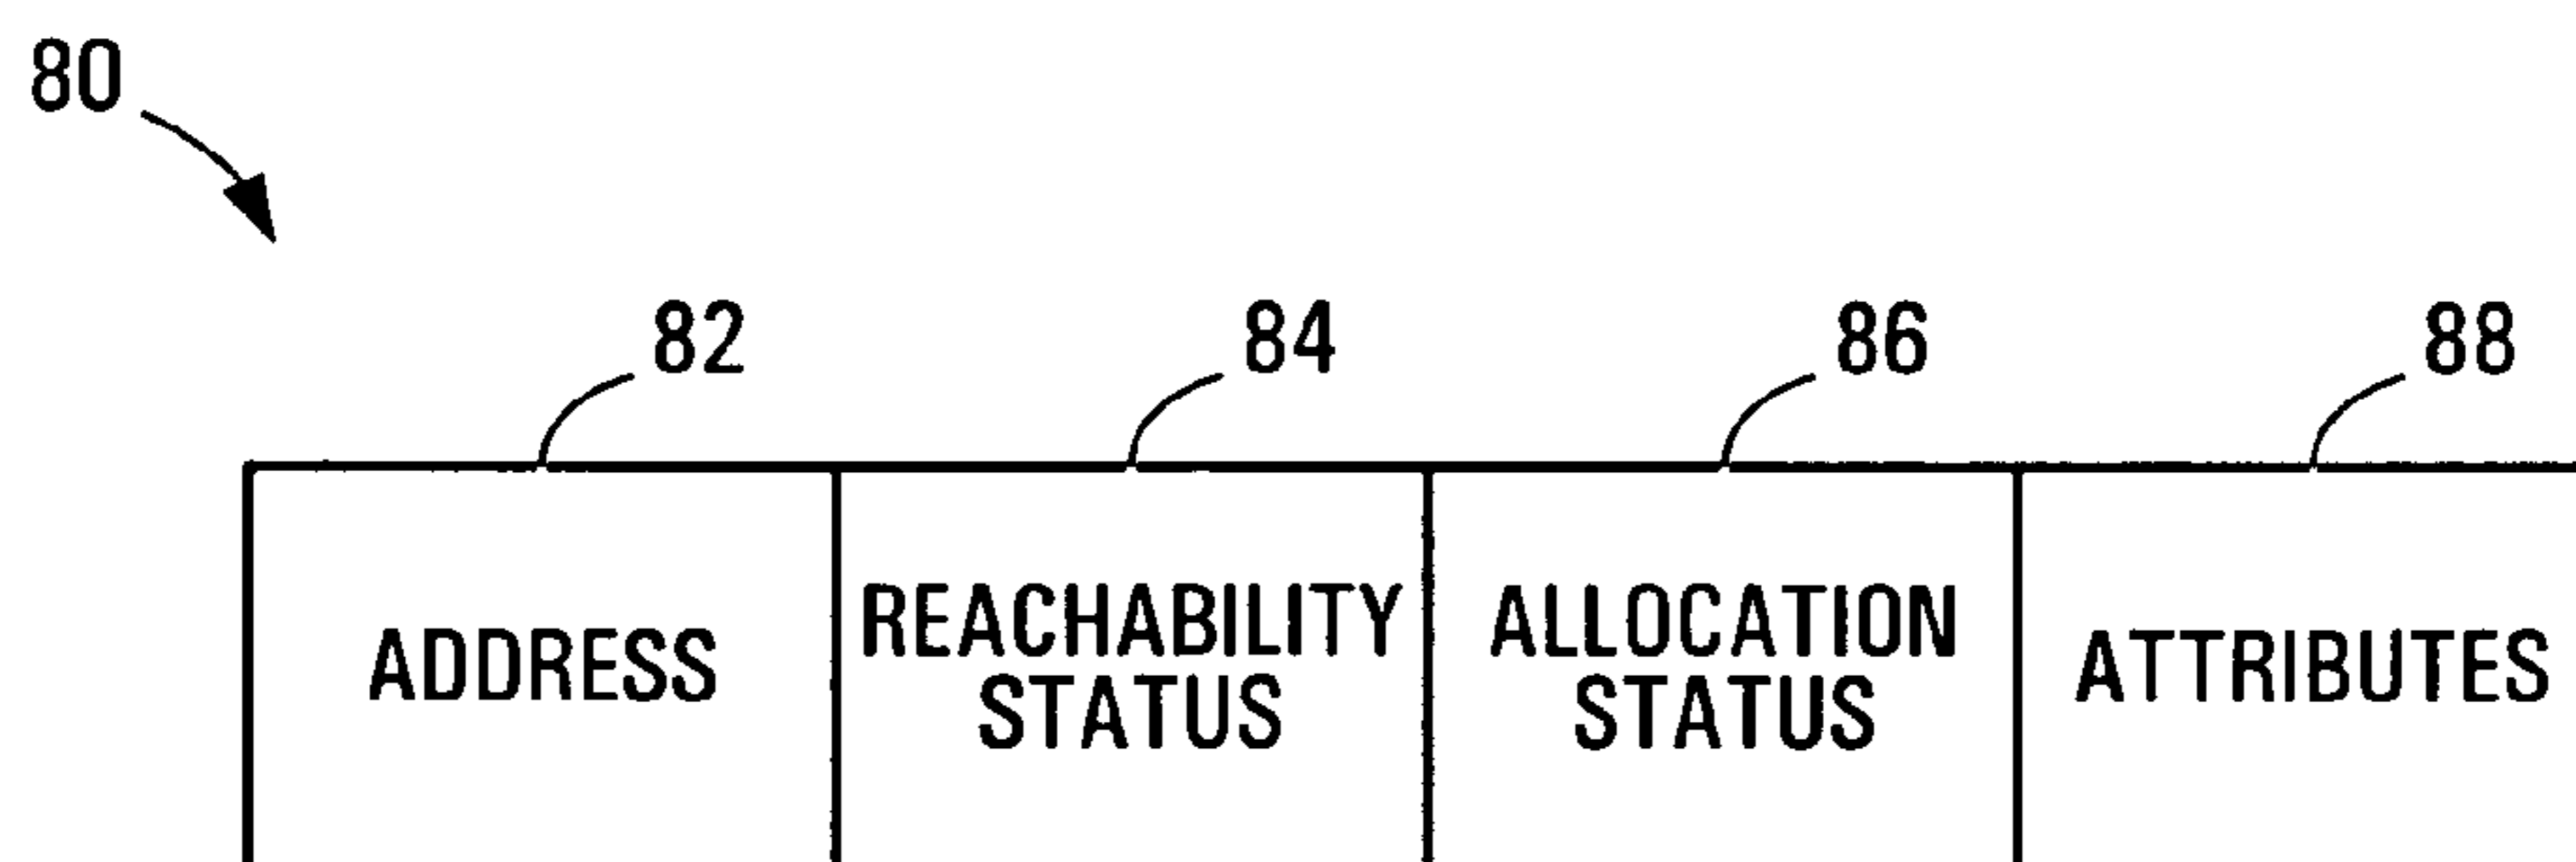 80
82
84
86
88
ADDRESS
REACHABILITY
STATUS
ALLOCATION
STATUS
ATTRIBUTES